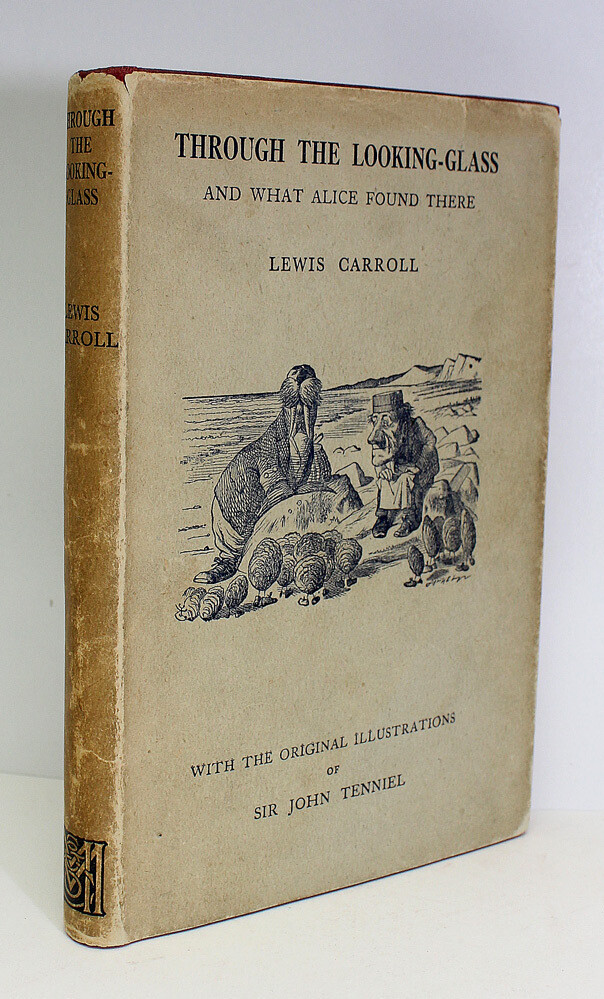 THROUGH THE LOOKING-GLASS
AND WHAT ALICE FOUND THERE
LEWIS CARROLL
WITH THE ORIGINAL ILLUSTRATIONS
OF
SIR JOHN TENNIEL
THROUGH
THE
LOOKING-
GLASS
LEWIS
CARROLL